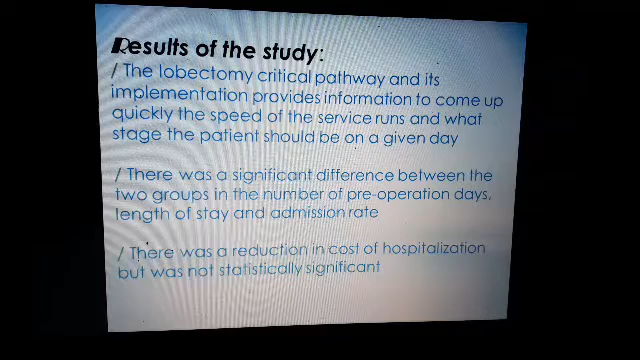 Results of the study:
/ The lobectomy critical pathway and its
implementation provides information to come up
quickly the speed of the service runs and what
stage the patient should be on a given day
/ There was a significant difference between the
two groups in the number of pre-operation days,
length of stay and admission rate
/ There was a reduction in cost of hospitalization
but was not statistically significant